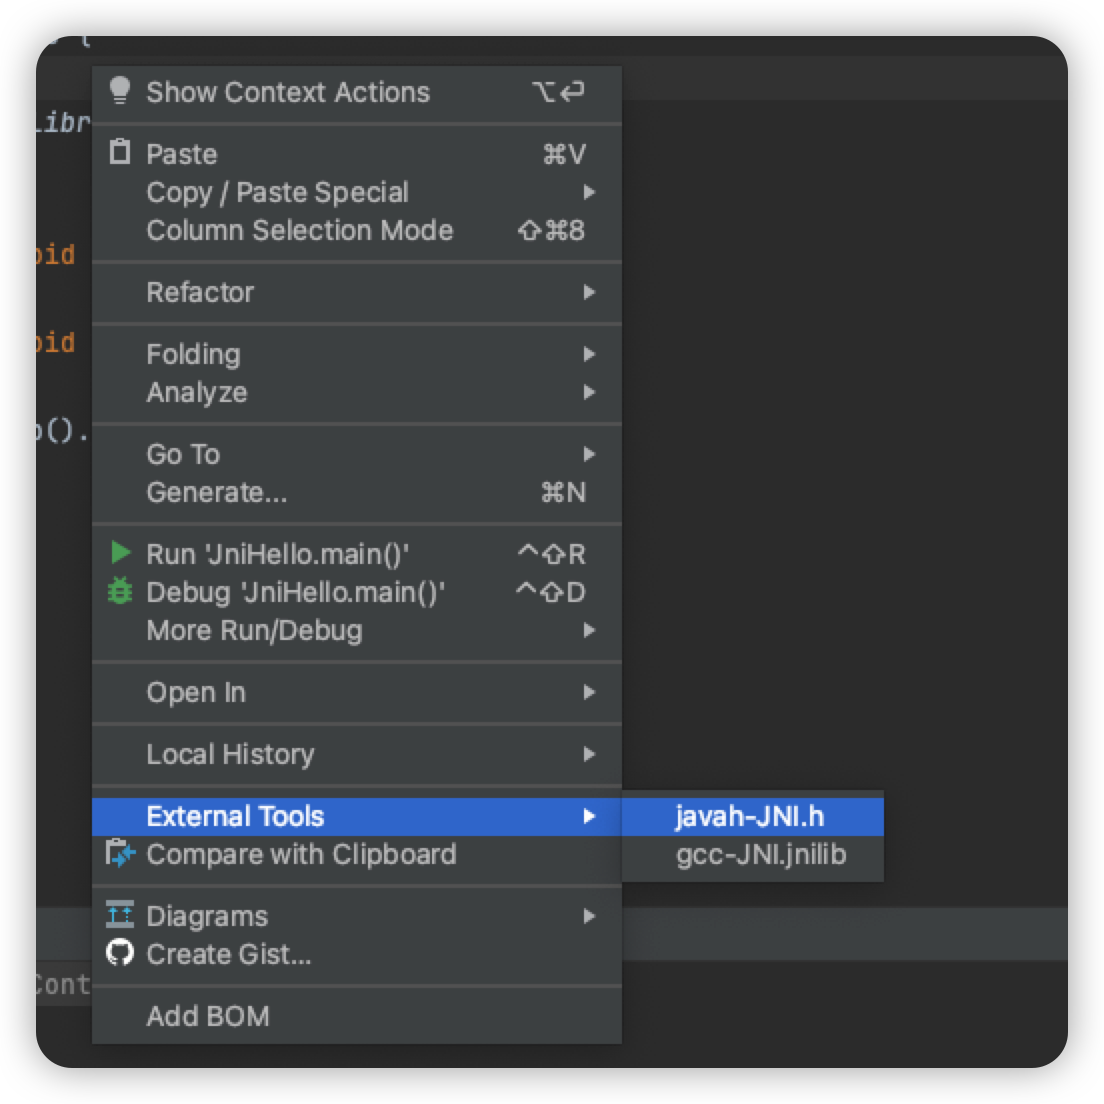 Show Context Actions ⌥⏎
Libr
Paste ⌘V
Copy / Paste Special
Column Selection Mode ⇧⌘8
Refactor
Folding
Analyze
().
Go To
Generate... ⌘N
Run 'JniHello.main()' ^⇧R
Debug 'JniHello.main()' ^⇧D
More Run/Debug
Open In
Local History
External Tools
javah-JNI.h
Compare with Clipboard
gcc-JNI.jnilib
Diagrams
Create Gist...
Cont
Add BOM